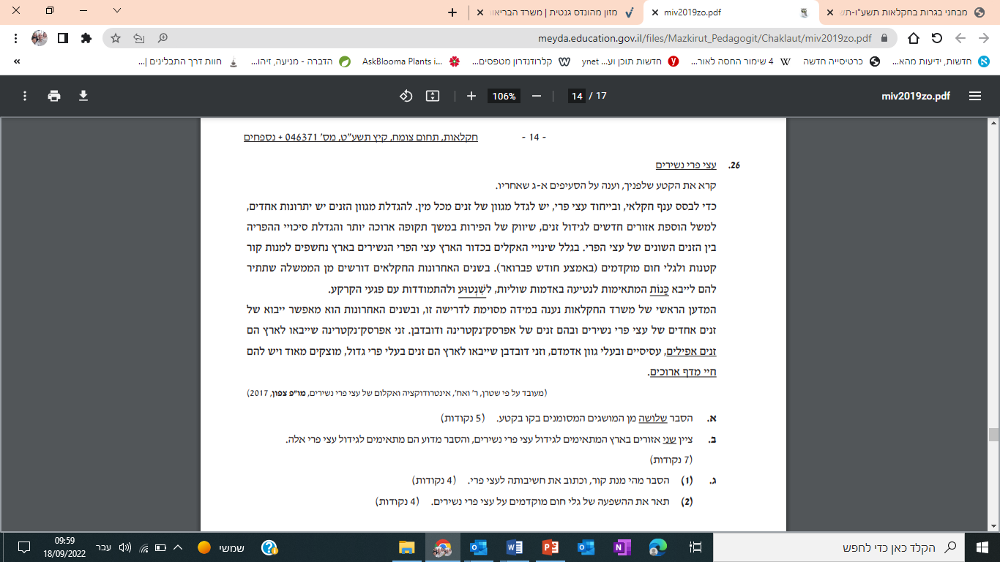 מבחני בגרות בחקלאות תשע"ו-תש
miv2019zo.pdf
מזון מהונדס גנטית | משרד הבריאו
meyda.education.gov.il/files/Mazkirut_Pedagogit/Chaklaut/miv2019zo.pdf
חדשות, ידיעות מהא...
כרטיסייה חדשה
4 שימור החסה לאור...
חדשות תוכן וע... ynet
קלרודנדרון מטפסים...
AskBlooma Plants i...
הדברה - מניעה, זיהו...
חוות דרך התבלינים |...
miv2019zo.pdf
14 / 17
106%
- 14 - חקלאות, תחום צומח, קיץ תשע"ט, מס' 046371 + נספחים
26. עצי פרי נשירים
קרא את הקטע שלפניך, וענה על הסעיפים א-ג שאחריו.
כדי לבסס ענף חקלאי, ובייחוד עצי פרי, יש לגדל מגוון של זנים מכל מין. להגדלת מגוון הזנים יש יתרונות אחדים,
למשל הוספת אזורים חדשים לגידול זנים, שיווק של הפירות במשך תקופה ארוכה יותר והגדלת סיכויי ההפריה
בין הזנים השונים של עצי הפרי. בגלל שינויי האקלים בכדור הארץ עצי הפרי הנשירים בארץ נחשפים למנות קור
קטנות ולגלי חום מוקדמים (באמצע חודש פברואר). בשנים האחרונות החקלאים דורשים מן הממשלה שתתיר
להם לייבא כַּנּוֹת המתאימות לנטיעה באדמות שוליות, לשִׁנְטוּע ולהתמודדות עם פגעי הקרקע.
המדען הראשי של משרד החקלאות נענה במידה מסוימת לדרישה זו, ובשנים האחרונות הוא מאפשר ייבוא של
זנים אחדים של עצי פרי נשירים ובהם זנים של אפרסק־נקטרינה ודובדבן. זני אפרסק־נקטרינה שייבאו לארץ הם
זנים אפילים, עסיסיים ובעלי גוון אדמדם, וזני דובדבן שייבאו לארץ הם זנים בעלי פרי גדול, מוצקים מאוד ויש להם
חיי מדף ארוכים.
(מעובד על פי שטרן, ר' ואח', אינטרודוקציה ואקלום של עצי פרי נשירים, מו"פ צפון, 2017)
א. הסבר שלושה מן המושגים המסומנים בקו בקטע. (5 נקודות)
ב. ציין שני אזורים בארץ המתאימים לגידול עצי פרי נשירים, והסבר מדוע הם מתאימים לגידול עצי פרי אלה.
(7 נקודות)
ג. (1) הסבר מהי מנת קור, וכתוב את חשיבותה לעצי פרי. (4 נקודות)
(2) תאר את ההשפעה של גלי חום מוקדמים על עצי פרי נשירים. (4 נקודות)
הקלד כאן כדי לחפש
שמשי
עבר
09:59
18/09/2022